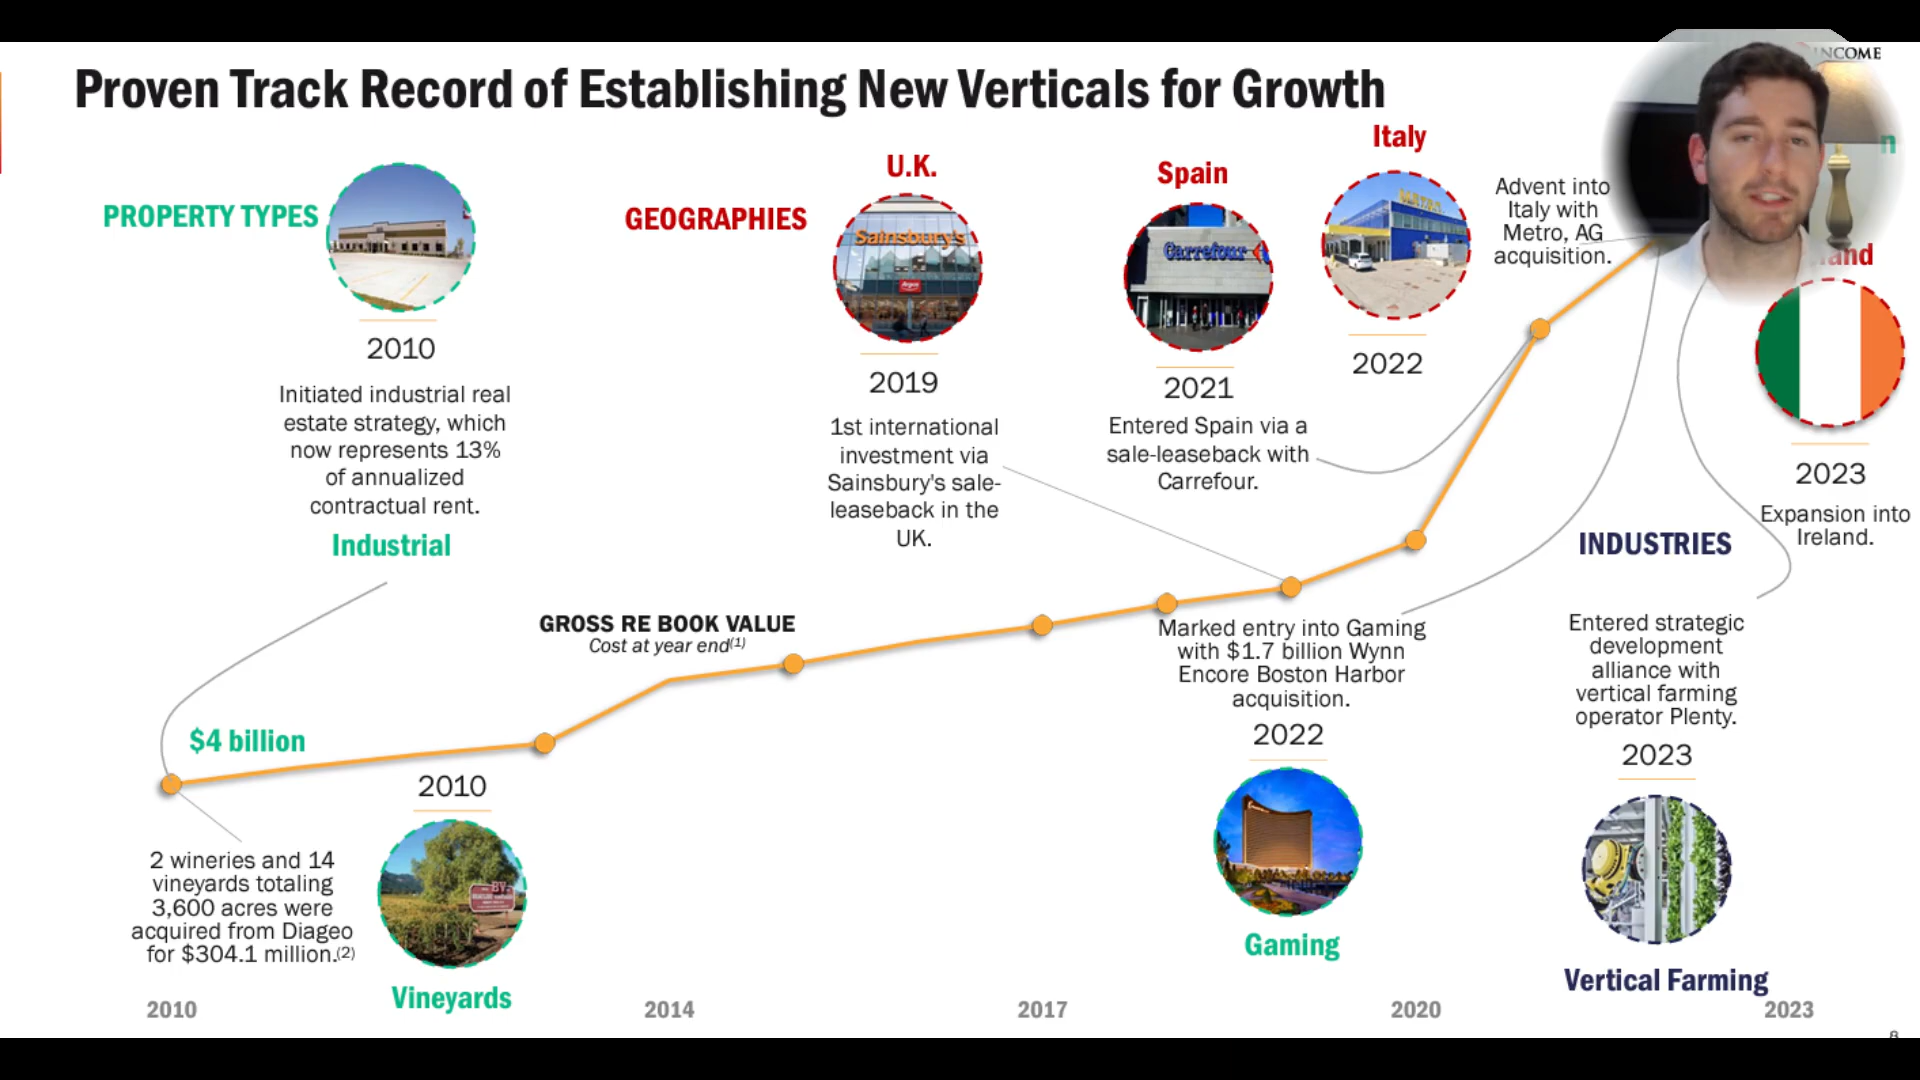 Proven Track Record of Establishing New Verticals for Growth
INCOME
PROPERTY TYPES
2010
Initiated industrial real
estate strategy, which
now represents 13%
of annualized
contractual rent.
Industrial
GEOGRAPHIES
U.K.
Sainsbury's
Argos
2019
1st international
investment via
Sainsbury's sale-
leaseback in the
UK.
Spain
Carrefour
2021
Entered Spain via a
sale-leaseback with
Carrefour.
Italy
2022
Advent into
Italy with
Metro, AG
acquisition.
2023
Expansion into
Ireland.
GROSS RE BOOK VALUE
Cost at year end(1)
$4 billion
2010
2 wineries and 14
vineyards totaling
3,600 acres were
acquired from Diageo
for $304.1 million.(2)
BV
Vineyards
Marked entry into Gaming
with $1.7 billion Wynn
Encore Boston Harbor
acquisition.
2022
Gaming
INDUSTRIES
Entered strategic
development
alliance with
vertical farming
operator Plenty.
2023
Vertical Farming
2010
2014
2017
2020
2023